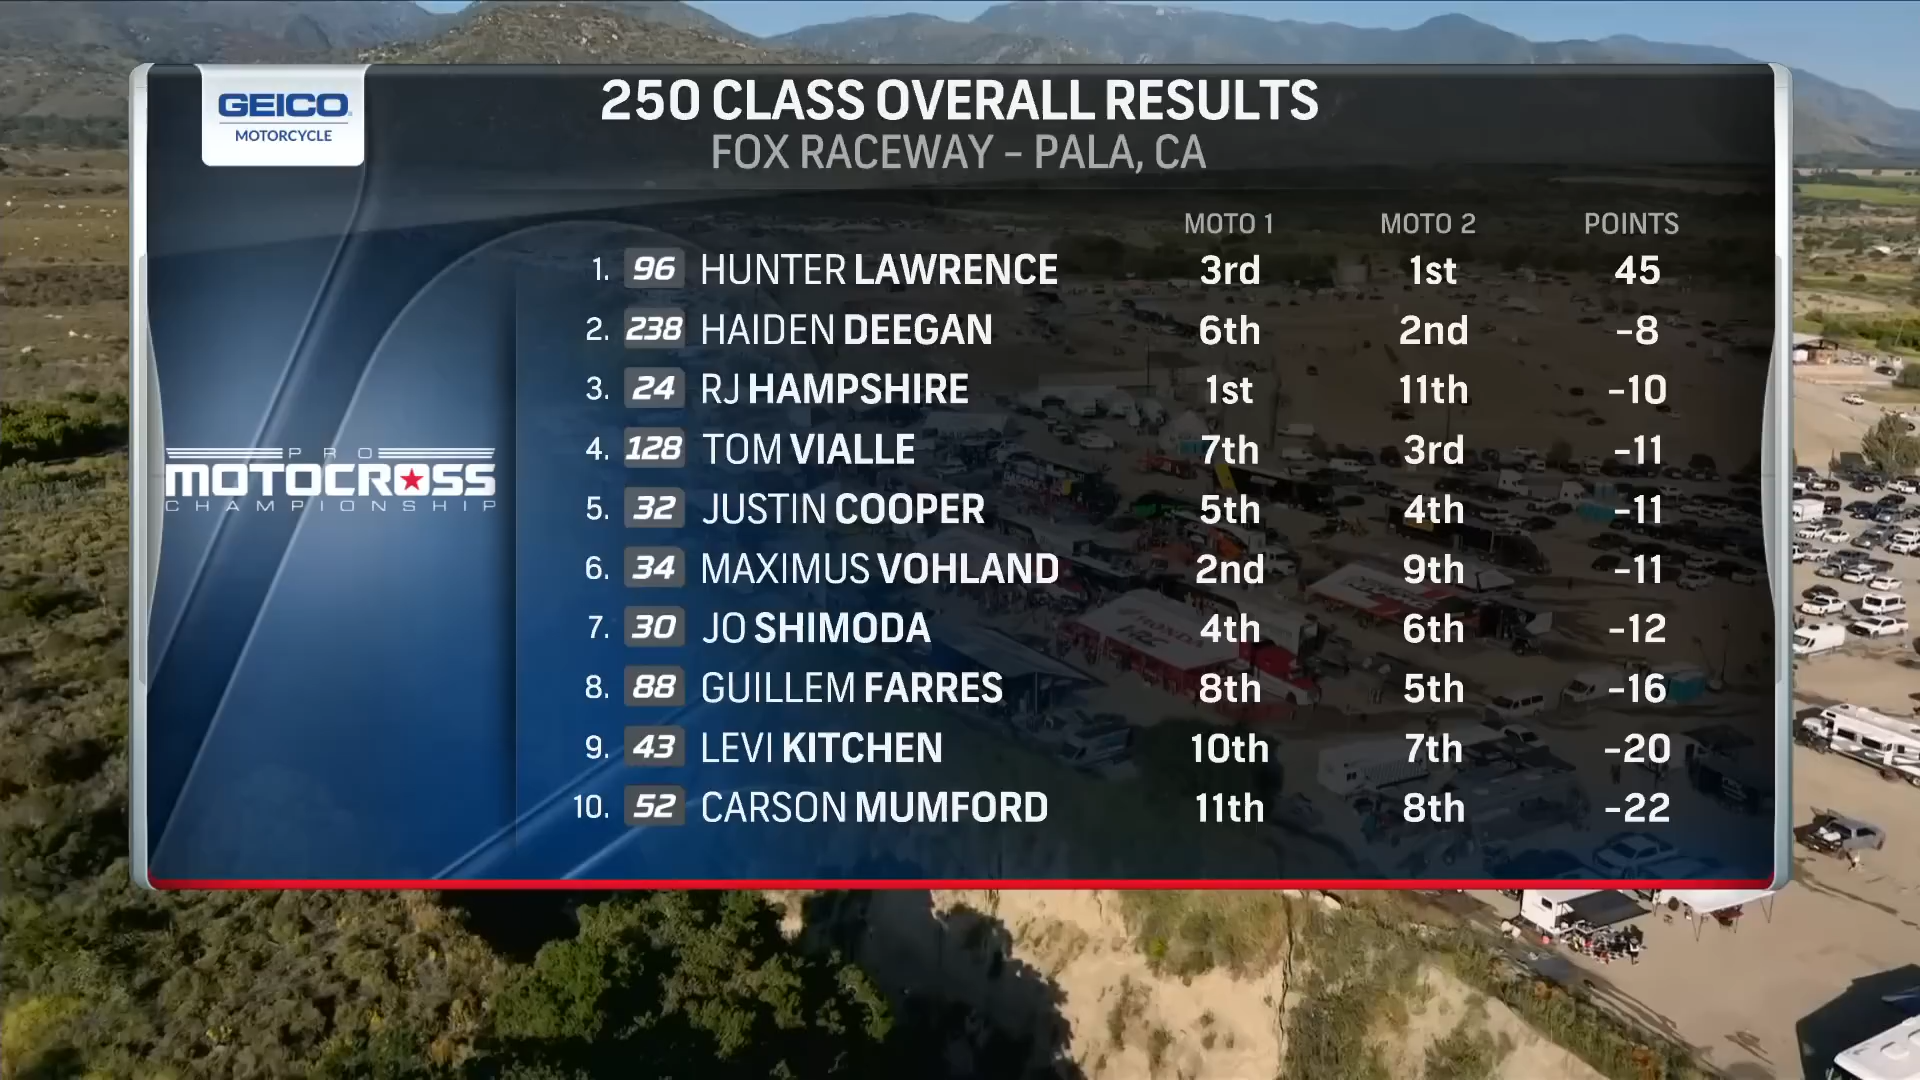 GEICO
MOTORCYCLE
250 CLASS OVERALL RESULTS
FOX RACEWAY – PALA, CA
MOTO 1 MOTO 2 POINTS
1. 96 HUNTER LAWRENCE 3rd 1st 45
2. 238 HAIDEN DEEGAN 6th 2nd -8
3. 24 RJ HAMPSHIRE 1st 11th -10
4. 128 TOM VIALLE 7th 3rd -11
5. 32 JUSTIN COOPER 5th 4th -11
6. 34 MAXIMUS VOHLAND 2nd 9th -11
7. 30 JO SHIMODA 4th 6th -12
8. 88 GUILLEM FARRES 8th 5th -16
9. 43 LEVI KITCHEN 10th 7th -20
10. 52 CARSON MUMFORD 11th 8th -22
PRO
MOTOCROSS
CHAMPIONSHIP